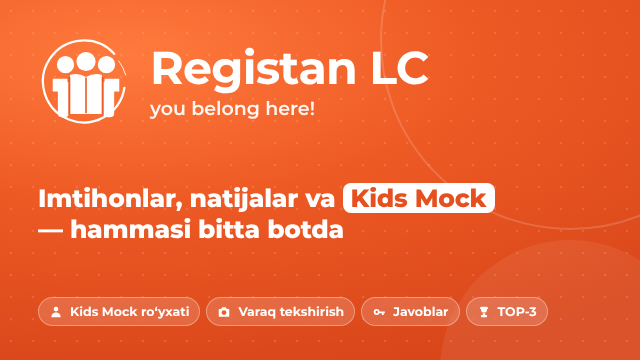 Registan LC
you belong here!
Imtihonlar, natijalar va Kids Mock
— hammasi bitta botda
Kids Mock ro‘yxati Varaq tekshirish Javoblar TOP-3